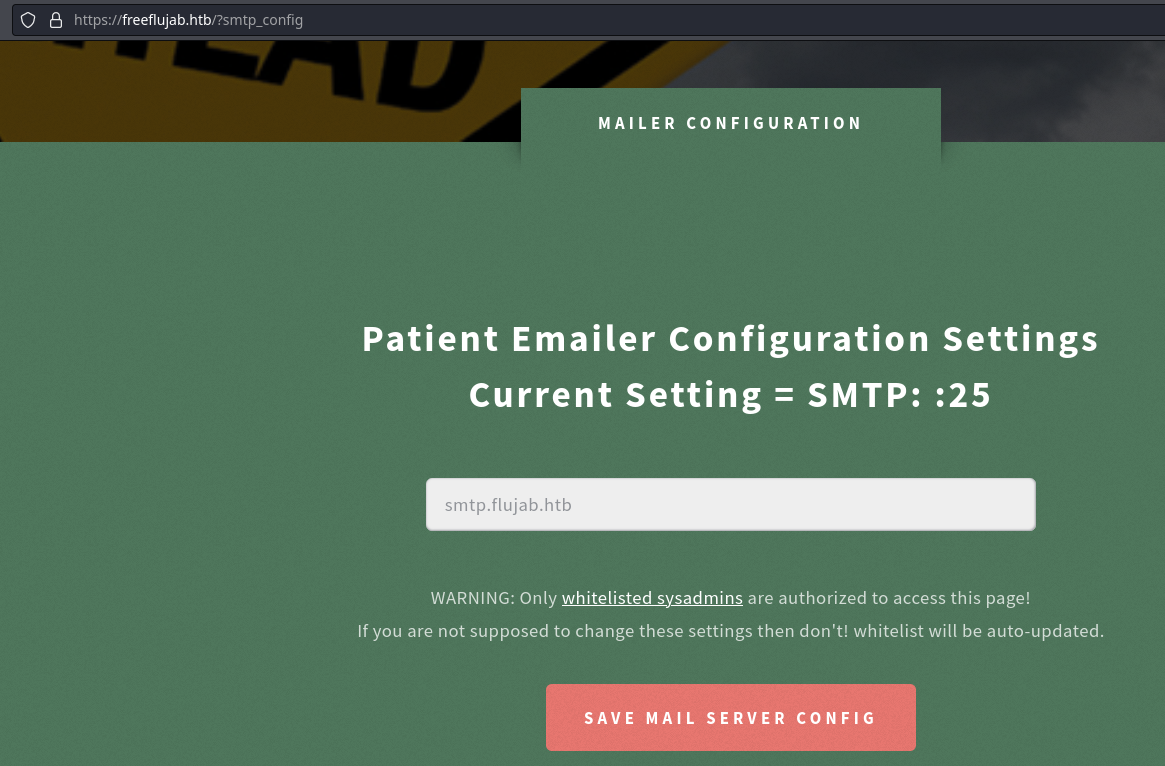 https://freeflujab.htb/?smtp_config
HEAD
MAILER CONFIGURATION
Patient Emailer Configuration Settings
Current Setting = SMTP: :25
smtp.flujab.htb
WARNING: Only whitelisted sysadmins are authorized to access this page!
If you are not supposed to change these settings then don't! whitelist will be auto-updated.
SAVE MAIL SERVER CONFIG